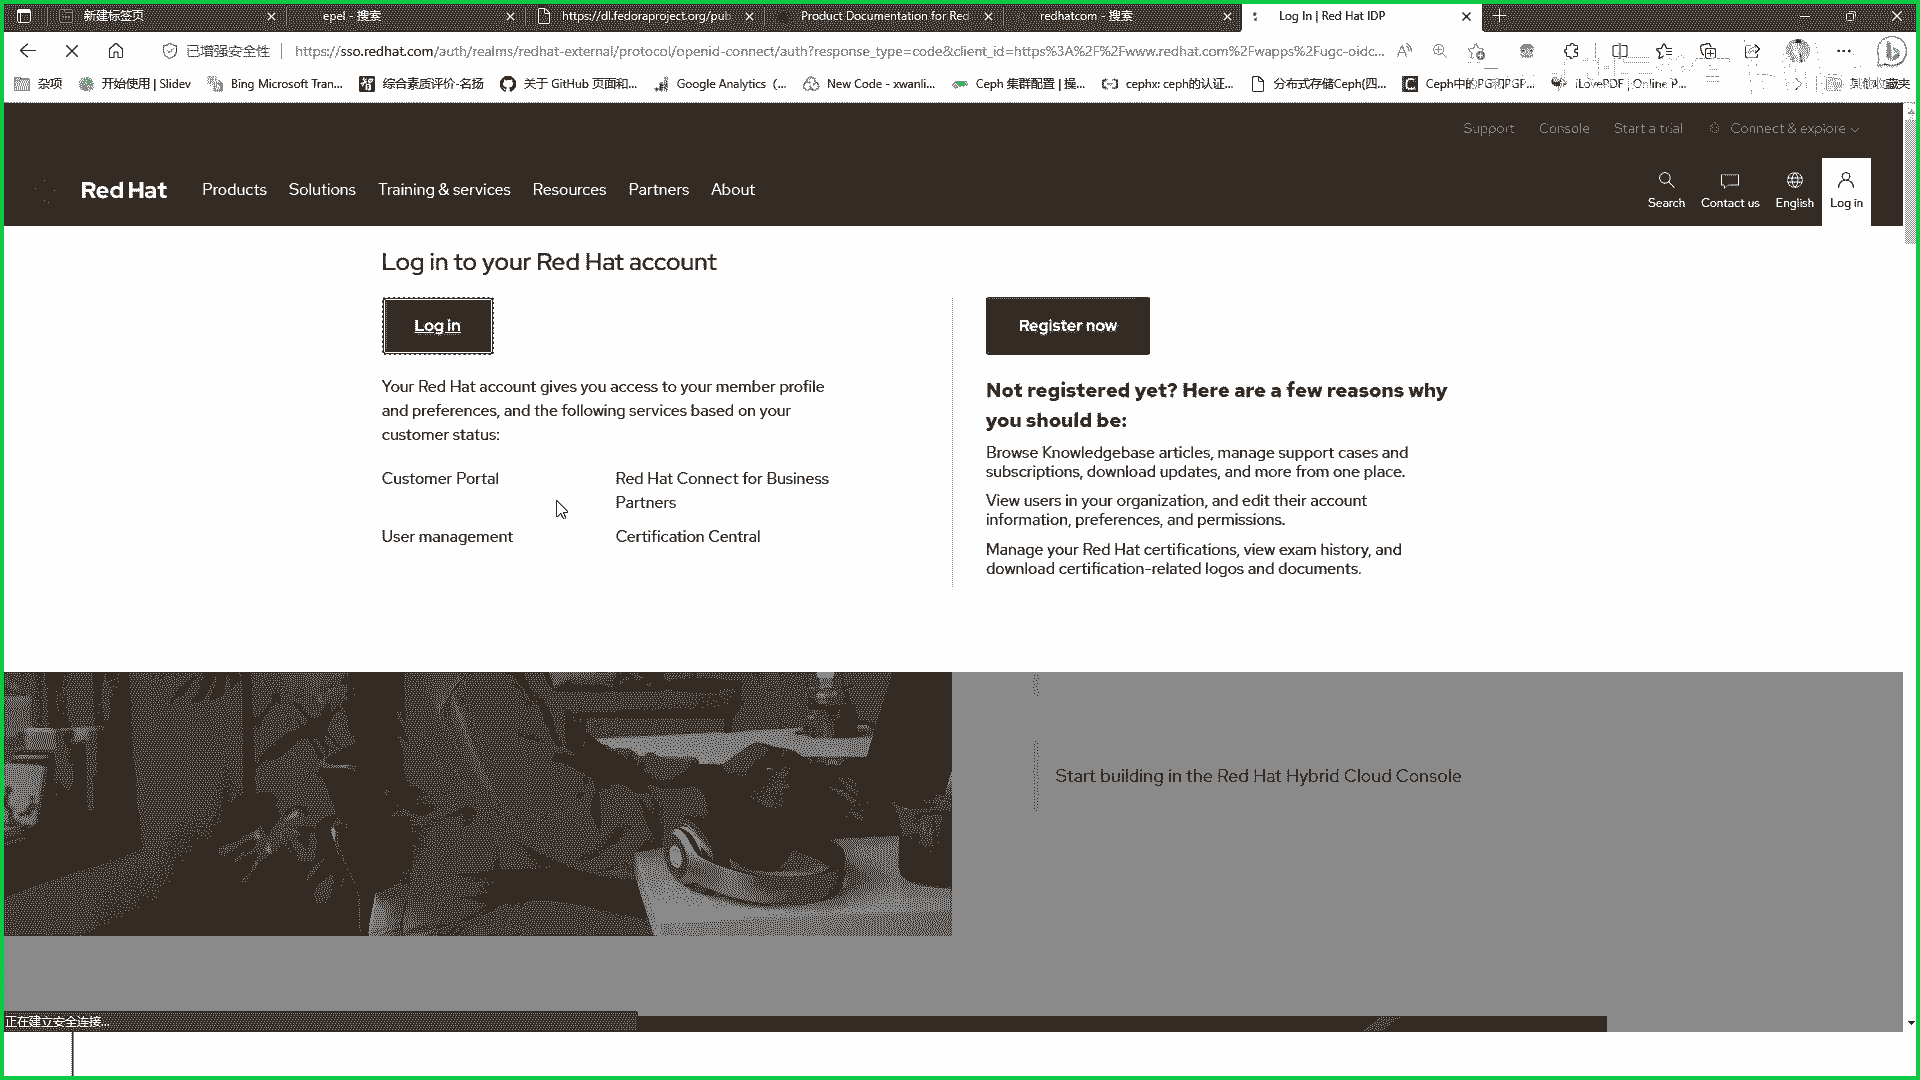 新建标签页
epel - 搜索
https://dl.fedoraproject.org/pub
Product Documentation for Red
redhatcom - 搜索
Log In | Red Hat IDP
已增强安全性
https://sso.redhat.com/auth/realms/redhat-external/protocol/openid-connect/auth?response_type=code&client_id=https%3A%2F%2Fwww.redhat.com%2Fwapps%2Fugc-oidc...
杂项
开始使用 | Slidev
Bing Microsoft Tran...
综合素质评价-名扬
关于 GitHub 页面和...
Google Analytics (...
New Code - xwanli...
Ceph 集群配置 | 操...
cephx: ceph的认证...
分布式存储Ceph(四...
Ceph中的PG和PGP...
iLovePDF | Online P...
其他收藏夹
Support
Console
Start a trial
Connect & explore
Red Hat
Products
Solutions
Training & services
Resources
Partners
About
Search
Contact us
English
Log in
Log in to your Red Hat account
Log in
Your Red Hat account gives you access to your member profile
and preferences, and the following services based on your
customer status:
Customer Portal
Red Hat Connect for Business
Partners
User management
Certification Central
Register now
Not registered yet? Here are a few reasons why
you should be:
Browse Knowledgebase articles, manage support cases and
subscriptions, download updates, and more from one place.
View users in your organization, and edit their account
information, preferences, and permissions.
Manage your Red Hat certifications, view exam history, and
download certification-related logos and documents.
Start building in the Red Hat Hybrid Cloud Console
正在建立安全连接...